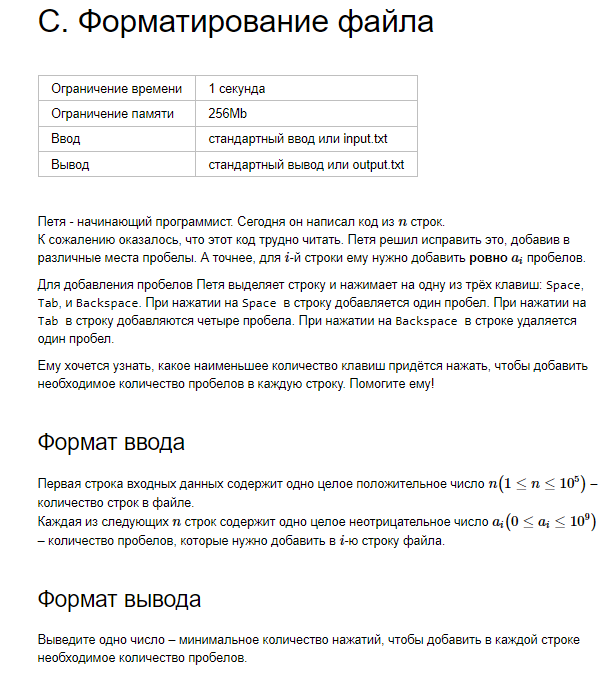 C. Форматирование файла
Ограничение времени 1 секунда
Ограничение памяти 256Mb
Ввод стандартный ввод или input.txt
Вывод стандартный вывод или output.txt
Петя - начинающий программист. Сегодня он написал код из n строк.
К сожалению оказалось, что этот код трудно читать. Петя решил исправить это, добавив в
различные места пробелы. А точнее, для i-й строки ему нужно добавить ровно a_i пробелов.
Для добавления пробелов Петя выделяет строку и нажимает на одну из трёх клавиш: Space,
Tab, и Backspace. При нажатии на Space в строку добавляется один пробел. При нажатии на
Tab в строку добавляются четыре пробела. При нажатии на Backspace в строке удаляется
один пробел.
Ему хочется узнать, какое наименьшее количество клавиш придётся нажать, чтобы добавить
необходимое количество пробелов в каждую строку. Помогите ему!
Формат ввода
Первая строка входных данных содержит одно целое положительное число n(1 ≤ n ≤ 10^5) –
количество строк в файле.
Каждая из следующих n строк содержит одно целое неотрицательное число a_i(0 ≤ a_i ≤ 10^9)
– количество пробелов, которые нужно добавить в i-ю строку файла.
Формат вывода
Выведите одно число – минимальное количество нажатий, чтобы добавить в каждой строке
необходимое количество пробелов.